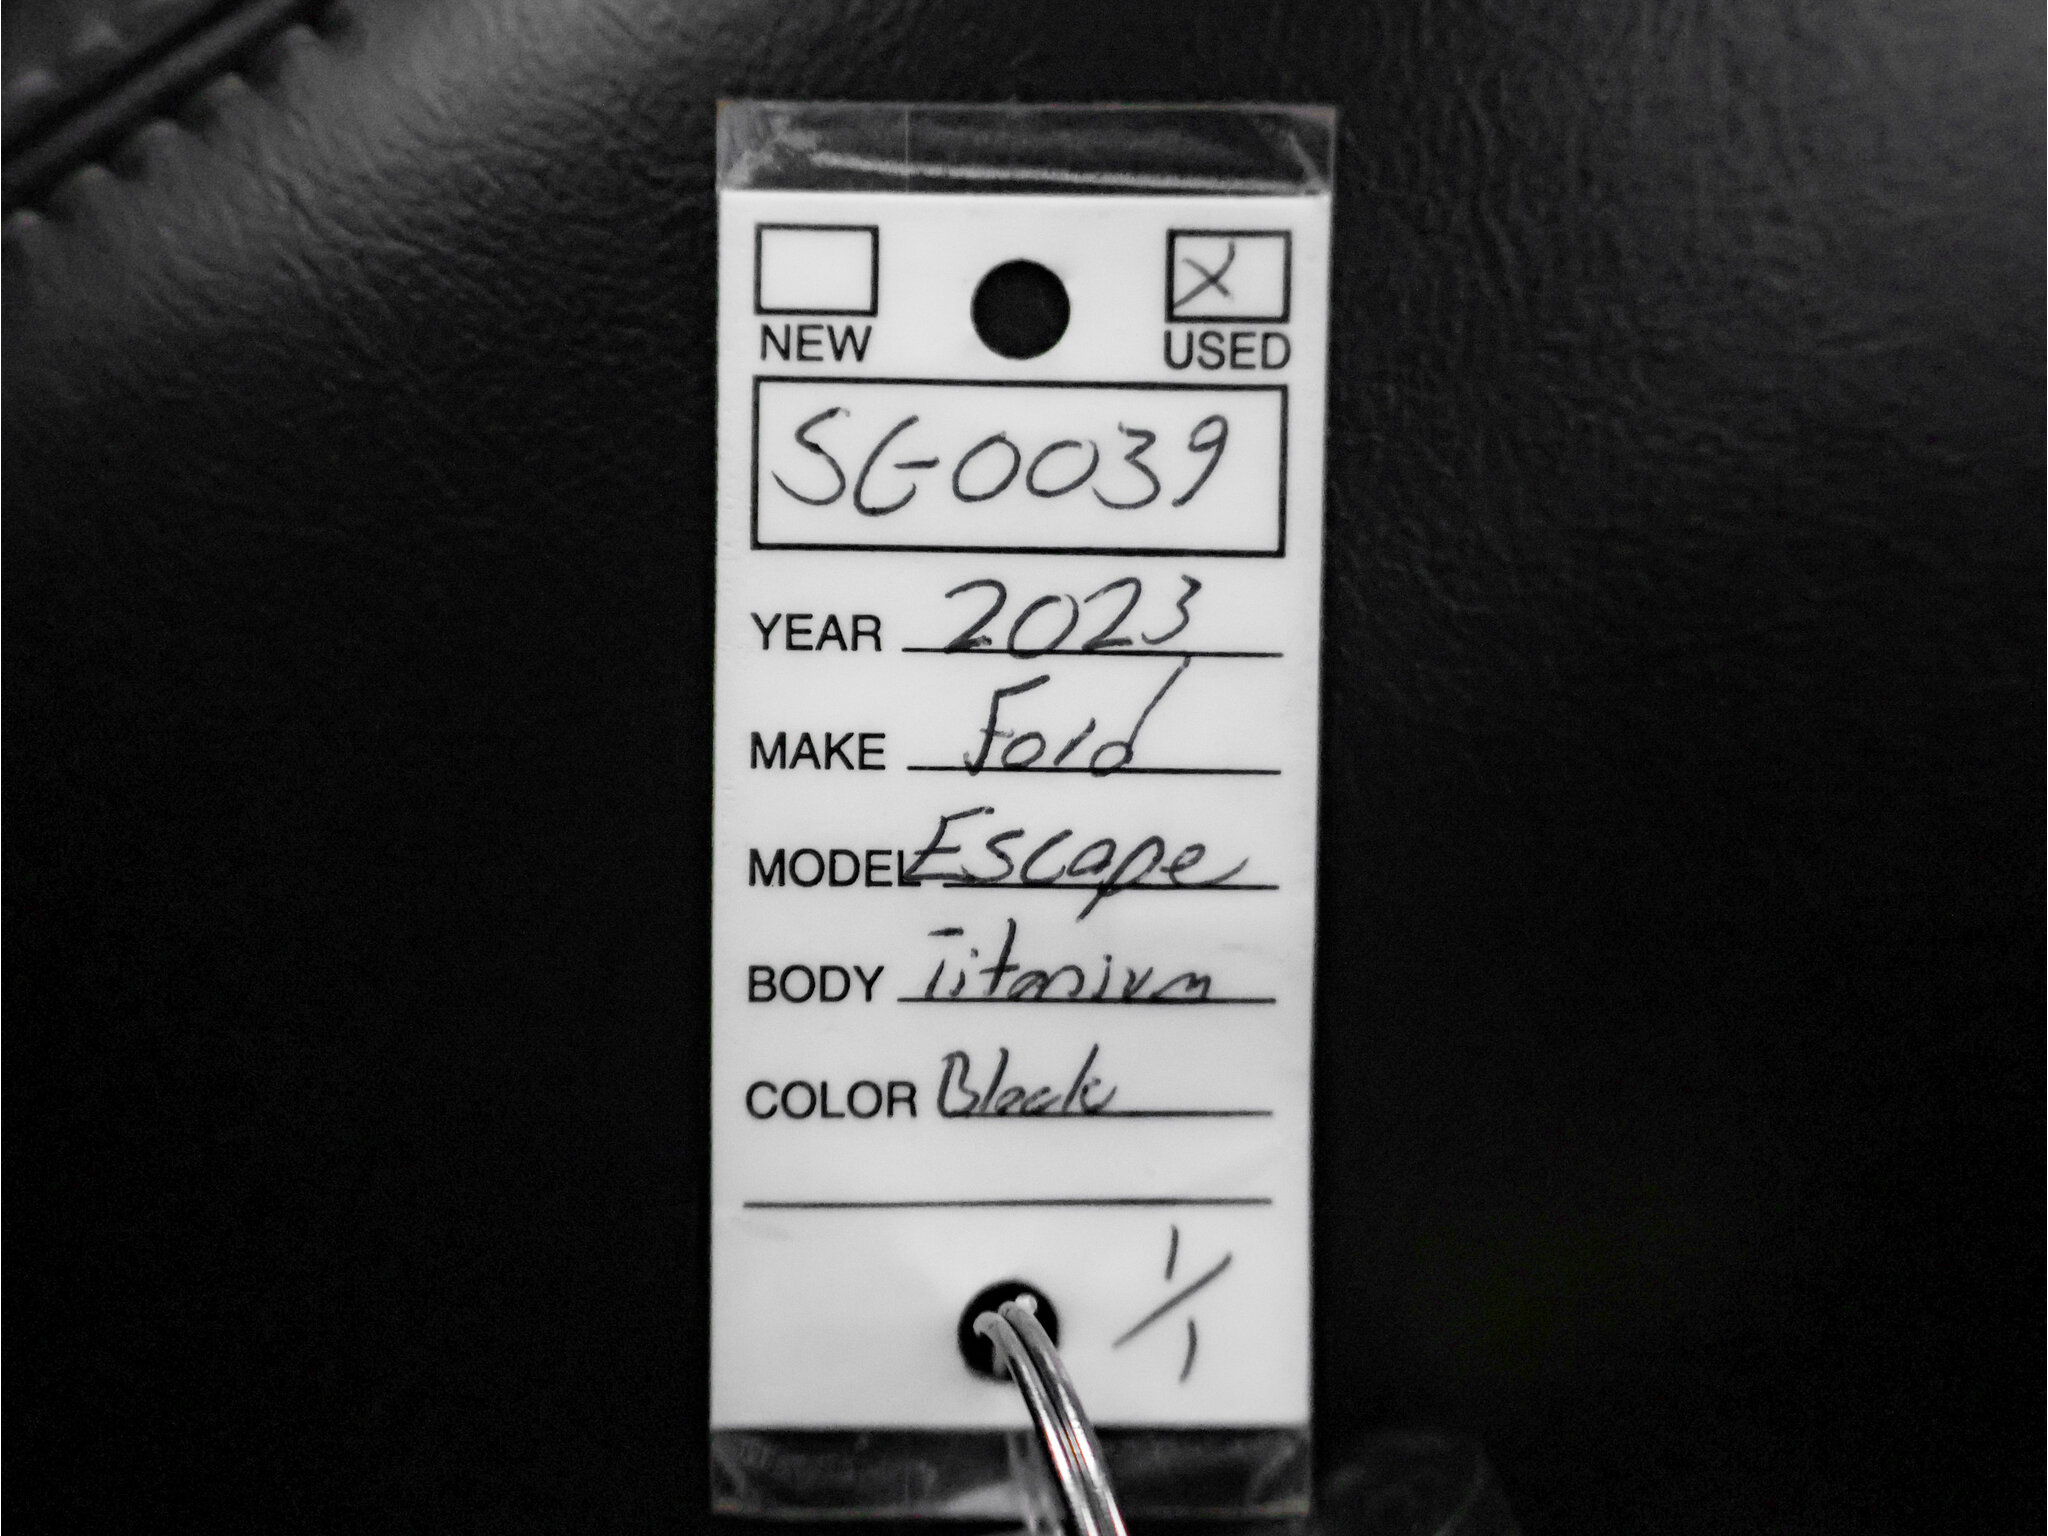 X
NEW USED
SG-0039
YEAR 2023
MAKE Ford
MODEL Escape
BODY Titanium
COLOR Black
1/1